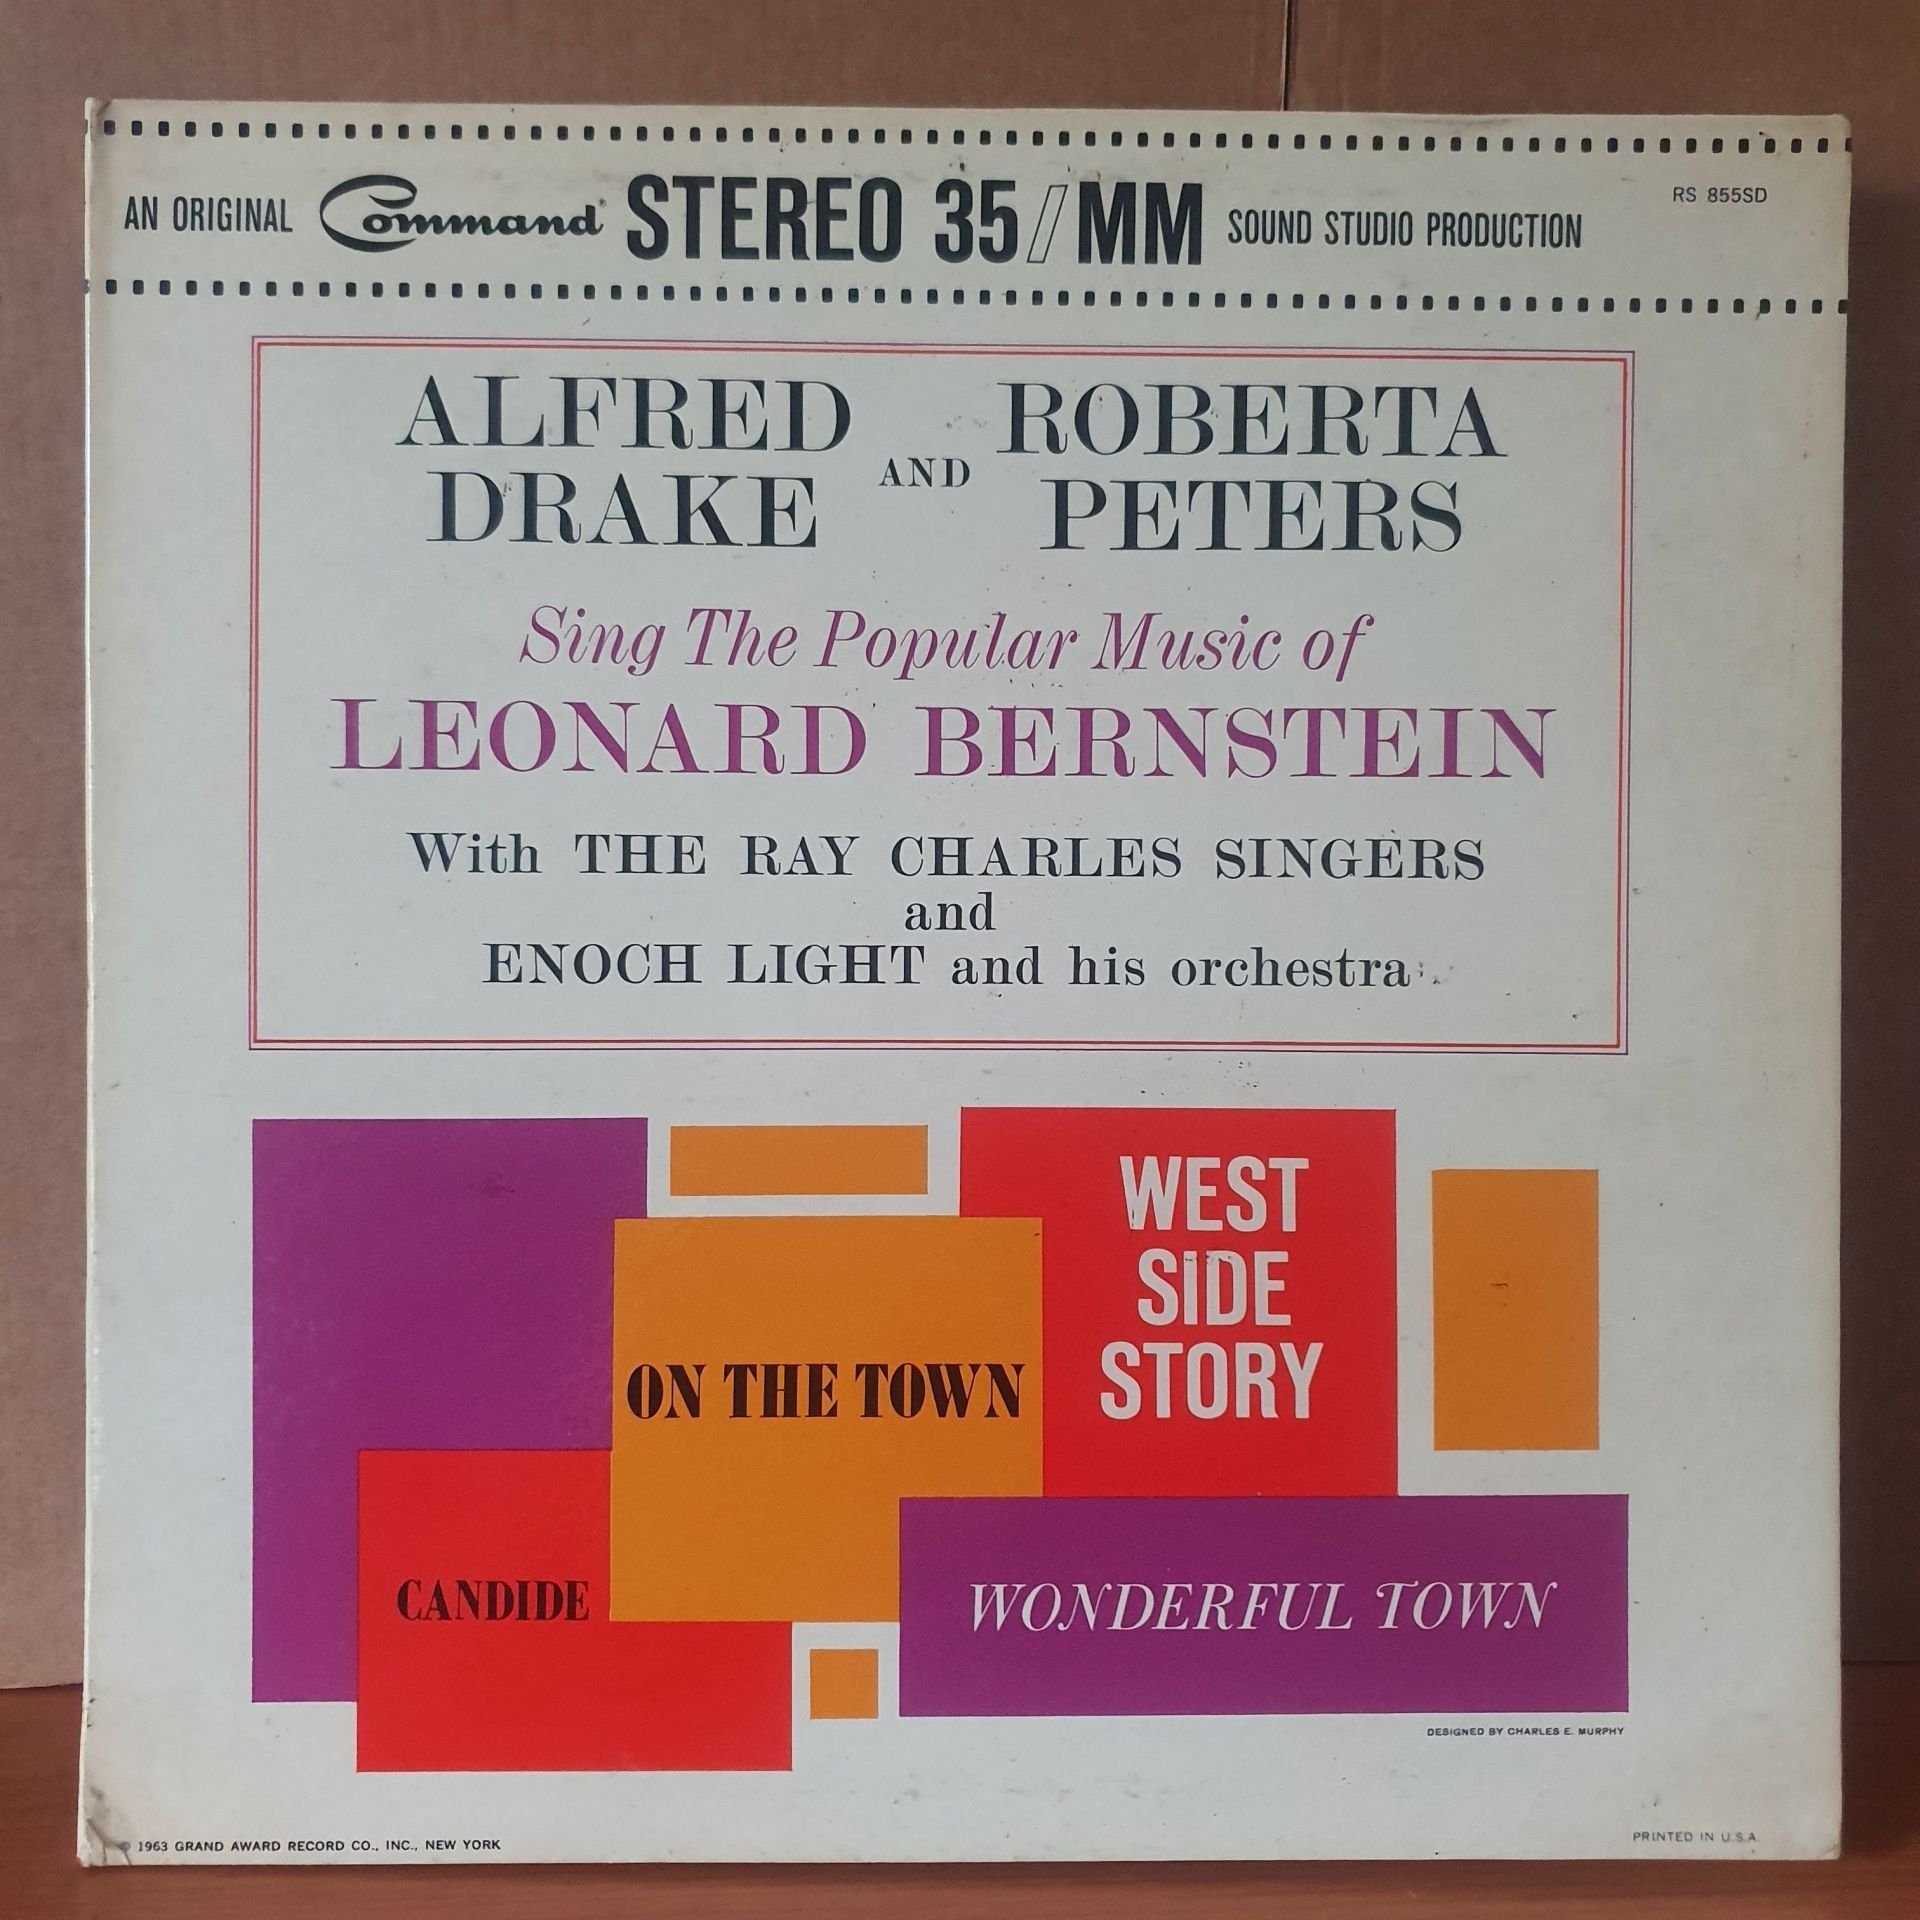 AN ORIGINAL Command STEREO 35/MM SOUND STUDIO PRODUCTION
RS 855SD
ALFRED DRAKE AND ROBERTA PETERS
Sing The Popular Music of
LEONARD BERNSTEIN
With THE RAY CHARLES SINGERS
and
ENOCH LIGHT and his orchestra
WEST
SIDE
STORY
ON THE TOWN
CANDIDE
WONDERFUL TOWN
DESIGNED BY CHARLES E. MURPHY
© 1963 GRAND AWARD RECORD CO., INC., NEW YORK
PRINTED IN U.S.A.